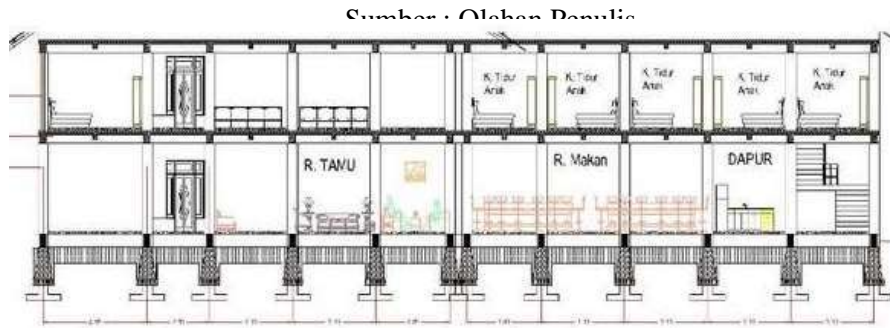 Sumber : Olahan Penulis
K. Tidur
Anak
K. Tidur
Anak
K. Tidur
Anak
K. Tidur
Anak
K. Tidur
Anak
R. TAMU
R. Makan
DAPUR